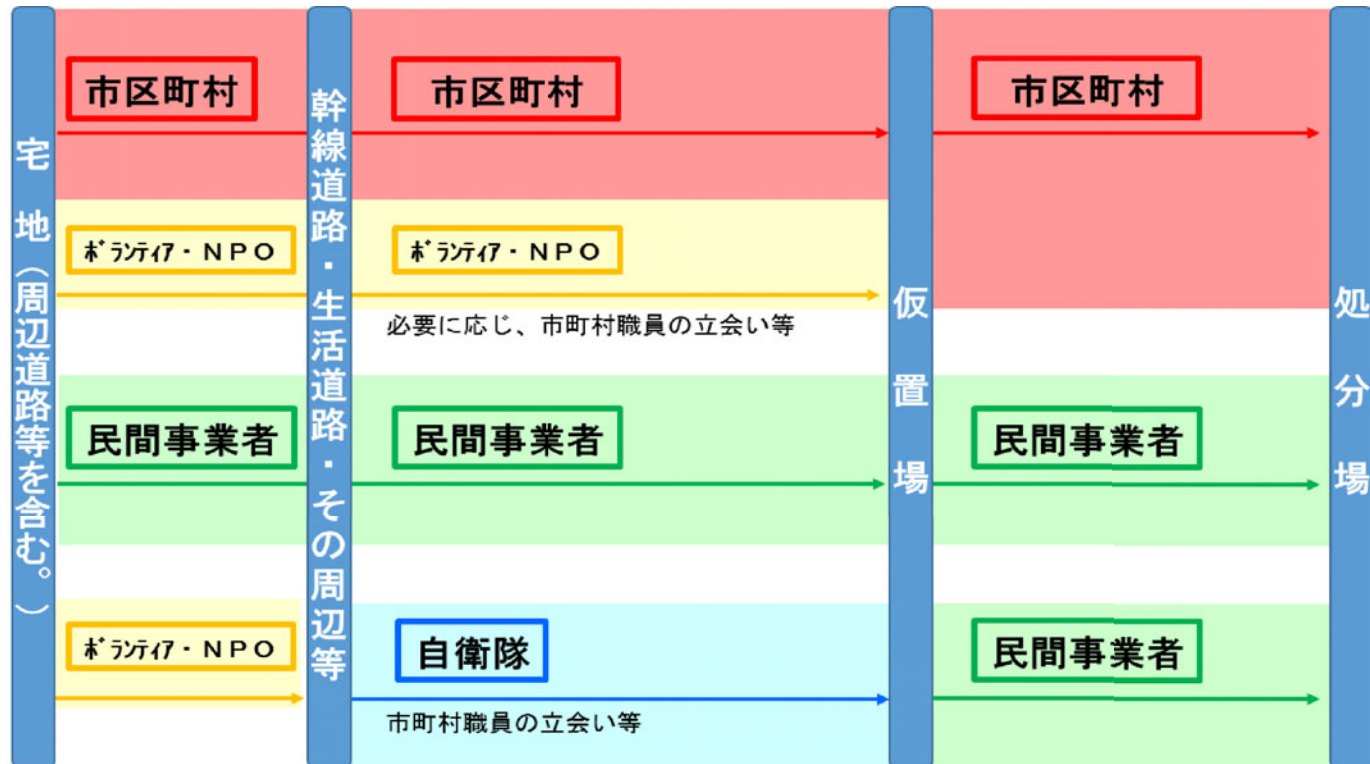 宅地（周辺道路等を含む。）
幹線道路・生活道路・その周辺等
仮置場
処分場
市区町村
市区町村
市区町村
ﾎﾞﾗﾝﾃｨｱ・ＮＰＯ
ﾎﾞﾗﾝﾃｨｱ・ＮＰＯ
必要に応じ、市町村職員の立会い等
民間事業者
民間事業者
民間事業者
ﾎﾞﾗﾝﾃｨｱ・ＮＰＯ
自衛隊
民間事業者
市町村職員の立会い等